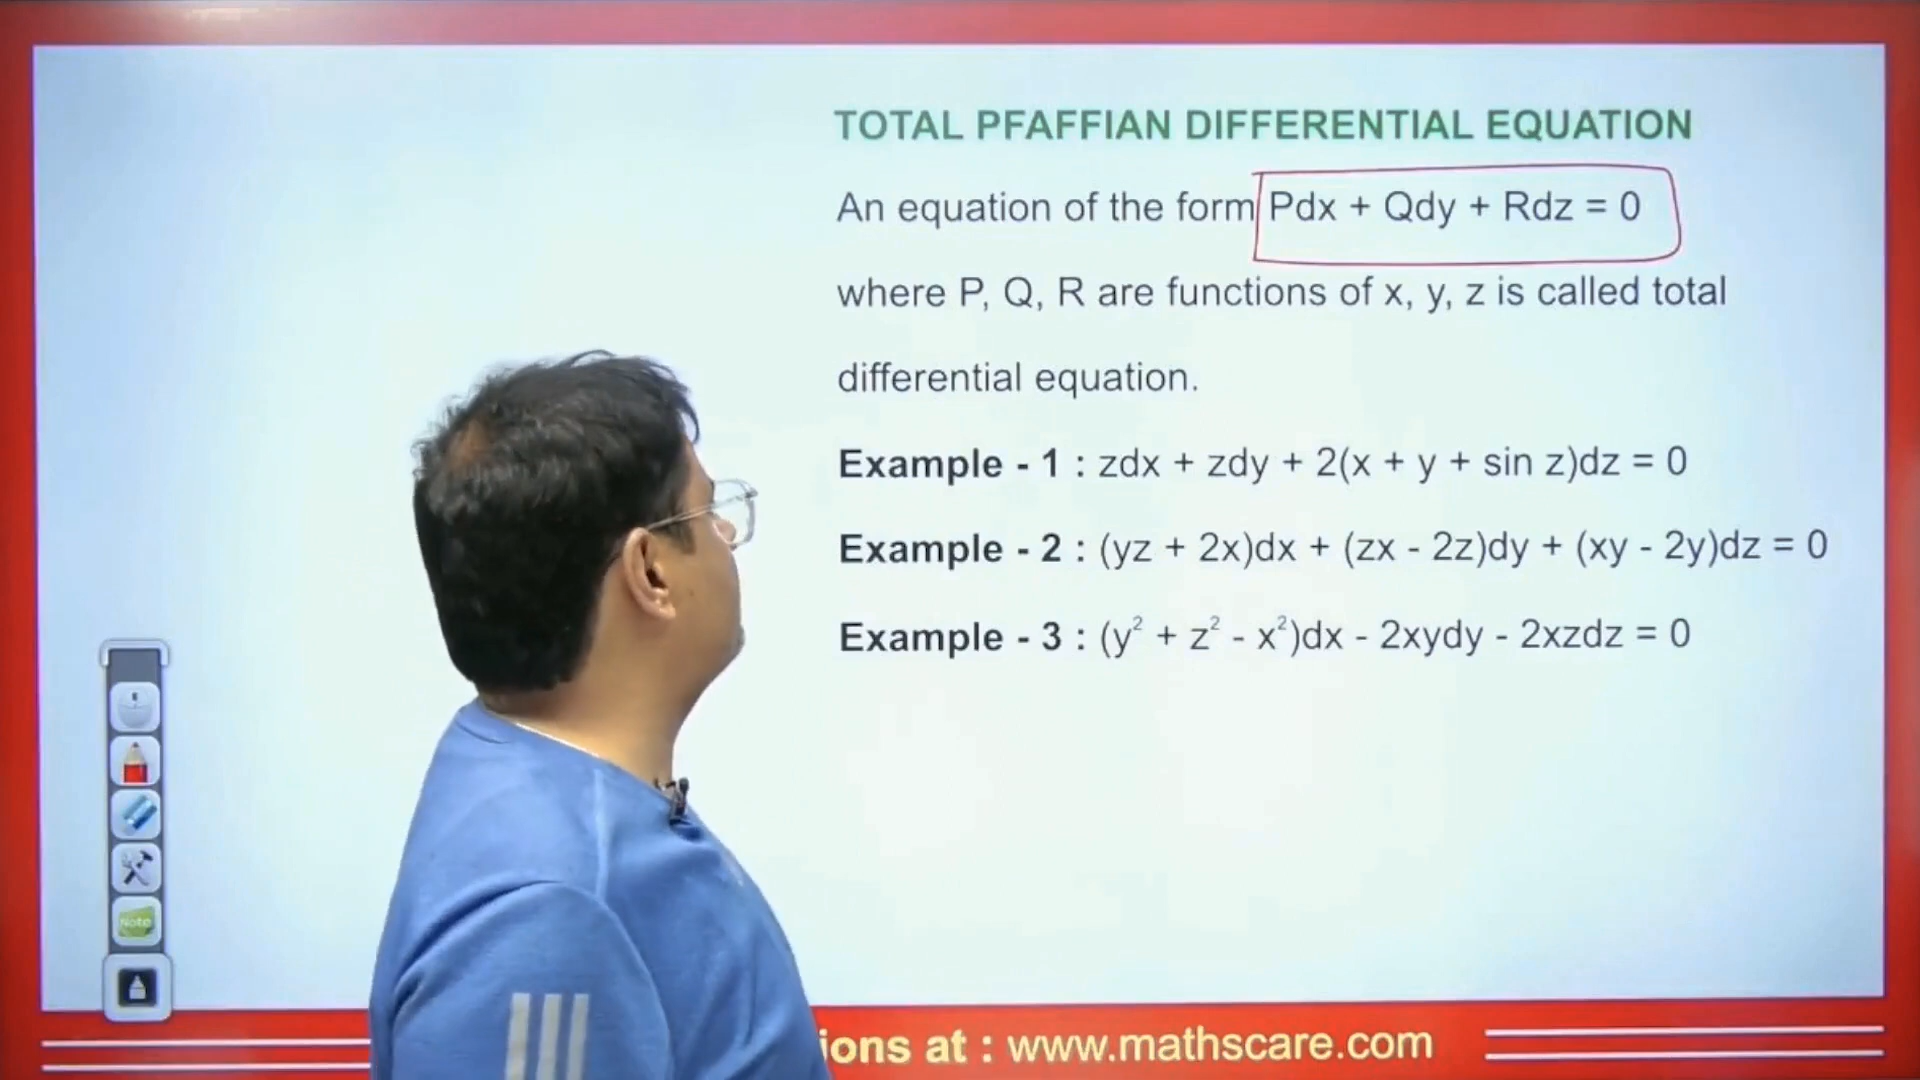 TOTAL PFAFFIAN DIFFERENTIAL EQUATION
An equation of the form Pdx + Qdy + Rdz = 0
where P, Q, R are functions of x, y, z is called total
differential equation.
Example - 1 : zdx + zdy + 2(x + y + sin z)dz = 0
Example - 2 : (yz + 2x)dx + (zx - 2z)dy + (xy - 2y)dz = 0
Example - 3 : (y² + z² - x²)dx - 2xydy - 2xzdz = 0
Note
ions at : www.mathscare.com